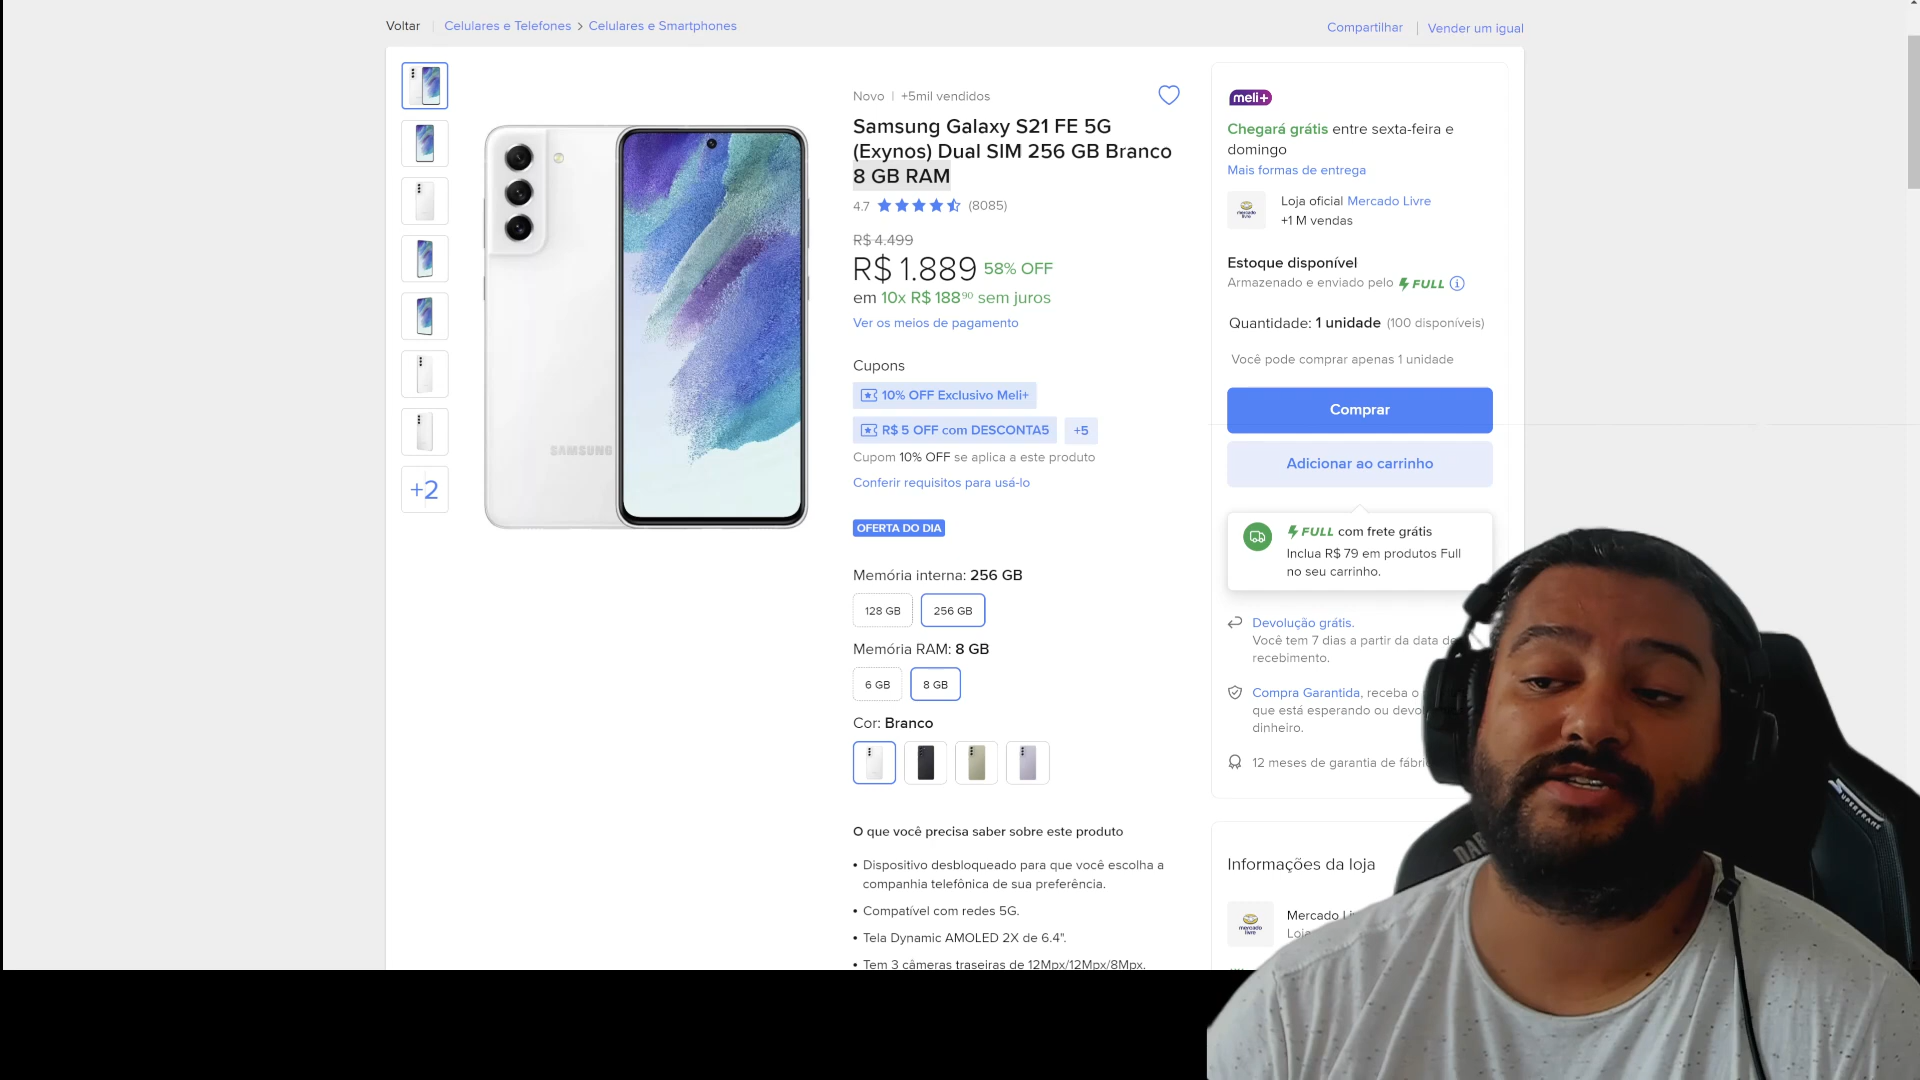 Voltar
Celulares e Telefones > Celulares e Smartphones
Compartilhar
Vender um igual
+2
SAMSUNG
Novo | +5mil vendidos
Samsung Galaxy S21 FE 5G
(Exynos) Dual SIM 256 GB Branco
8 GB RAM
4.7 (8085)
R$ 4.499
R$ 1.889 58% OFF
em 10x R$ 188⁹⁰ sem juros
Ver os meios de pagamento
Cupons
10% OFF Exclusivo Meli+
R$ 5 OFF com DESCONTA5
+5
Cupom 10% OFF se aplica a este produto
Conferir requisitos para usá-lo
OFERTA DO DIA
Memória interna: 256 GB
128 GB
256 GB
Memória RAM: 8 GB
6 GB
8 GB
Cor: Branco
O que você precisa saber sobre este produto
• Dispositivo desbloqueado para que você escolha a
companhia telefônica de sua preferência.
• Compatível com redes 5G.
• Tela Dynamic AMOLED 2X de 6.4".
• Tem 3 câmeras traseiras de 12Mpx/12Mpx/8Mpx.
meli+
Chegará grátis entre sexta-feira e
domingo
Mais formas de entrega
mercado livre
Loja oficial Mercado Livre
+1 M vendas
Estoque disponível
Armazenado e enviado pelo FULL
Quantidade: 1 unidade (100 disponíveis)
Você pode comprar apenas 1 unidade
Comprar
Adicionar ao carrinho
FULL com frete grátis
Inclua R$ 79 em produtos Full
no seu carrinho.
Devolução grátis.
Você tem 7 dias a partir da data de
recebimento.
Compra Garantida, receba o
que está esperando ou devo
dinheiro.
12 meses de garantia de fábri
Informações da loja
mercado livre
Mercado
SUPERFRAME